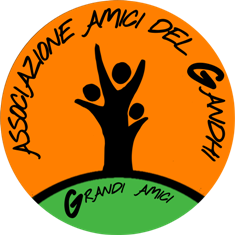 ASSOCIAZIONE AMICI DEL GANDHI
GRANDI AMICI